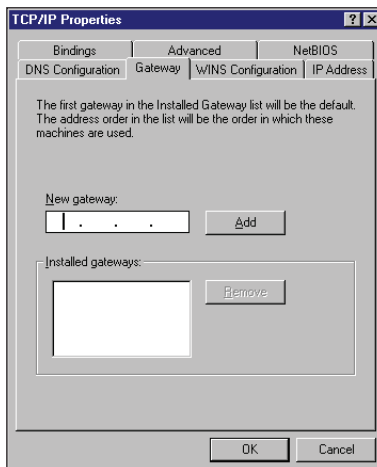 TCP/IP Properties
Bindings Advanced NetBIOS
DNS Configuration Gateway WINS Configuration IP Address
The first gateway in the Installed Gateway list will be the default.
The address order in the list will be the order in which these
machines are used.
New gateway:
. . .
Add
Installed gateways:
Remove
OK Cancel